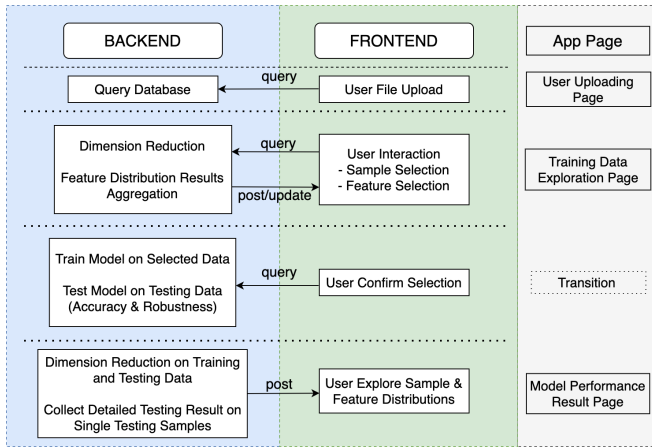 BACKEND
FRONTEND
App Page
Query Database
query
User File Upload
User Uploading
Page
Dimension Reduction
Feature Distribution Results
Aggregation
query
post/update
User Interaction
- Sample Selection
- Feature Selection
Training Data
Exploration Page
Train Model on Selected Data
Test Model on Testing Data
(Accuracy & Robustness)
query
User Confirm Selection
Transition
Dimension Reduction on Training
and Testing Data
Collect Detailed Testing Result on
Single Testing Samples
post
User Explore Sample &
Feature Distributions
Model Performance
Result Page